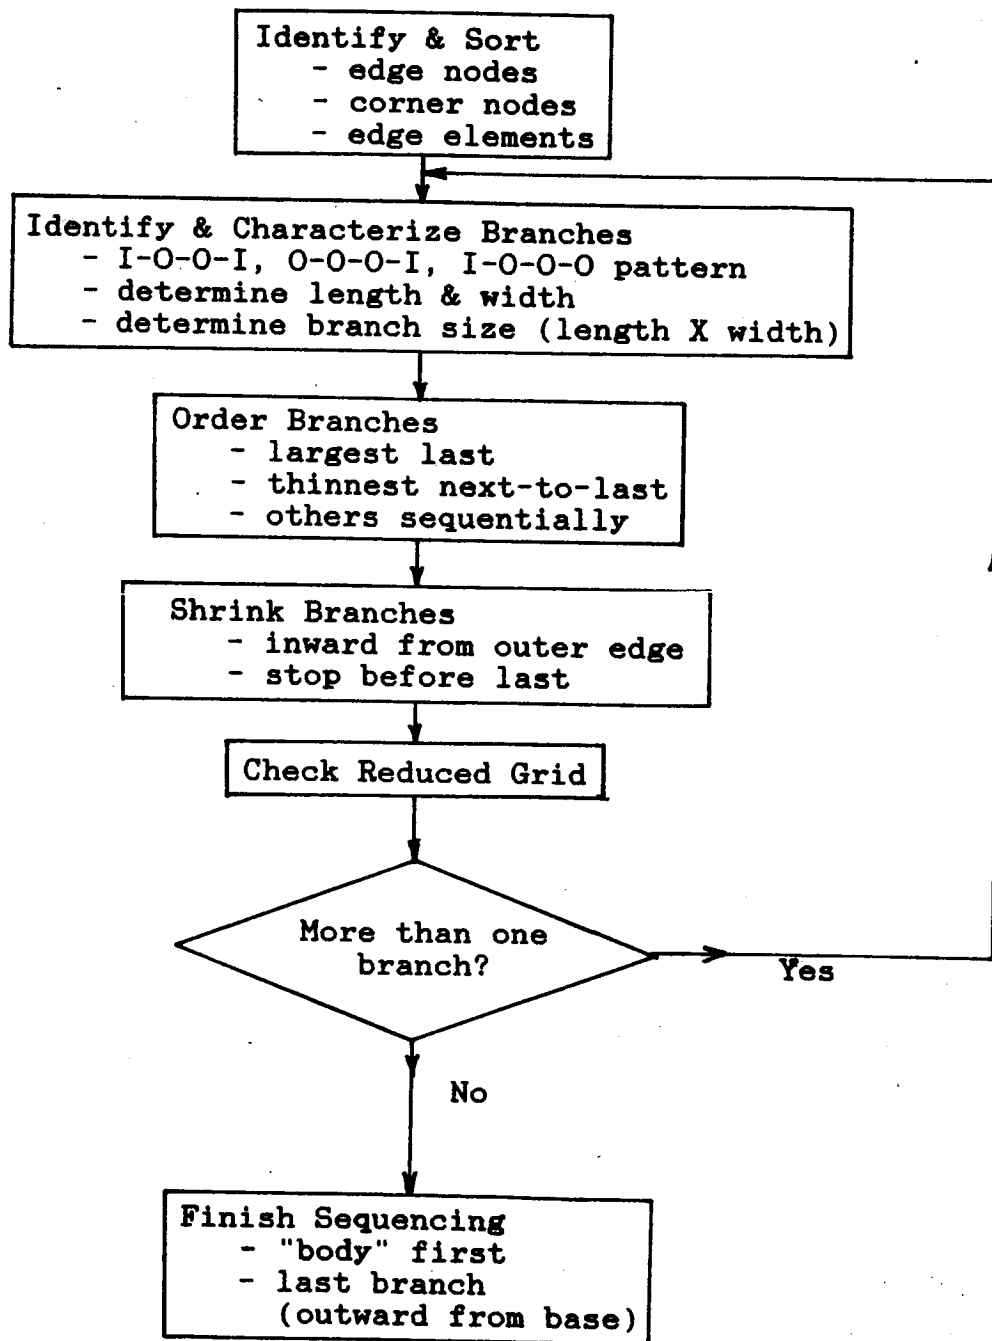 Identify & Sort
- edge nodes
- corner nodes
- edge elements
Identify & Characterize Branches
- I-O-O-I, O-O-O-I, I-O-O-O pattern
- determine length & width
- determine branch size (length X width)
Order Branches
- largest last
- thinnest next-to-last
- others sequentially
Shrink Branches
- inward from outer edge
- stop before last
Check Reduced Grid
More than one
branch?
Yes
No
Finish Sequencing
- "body" first
- last branch
(outward from base)